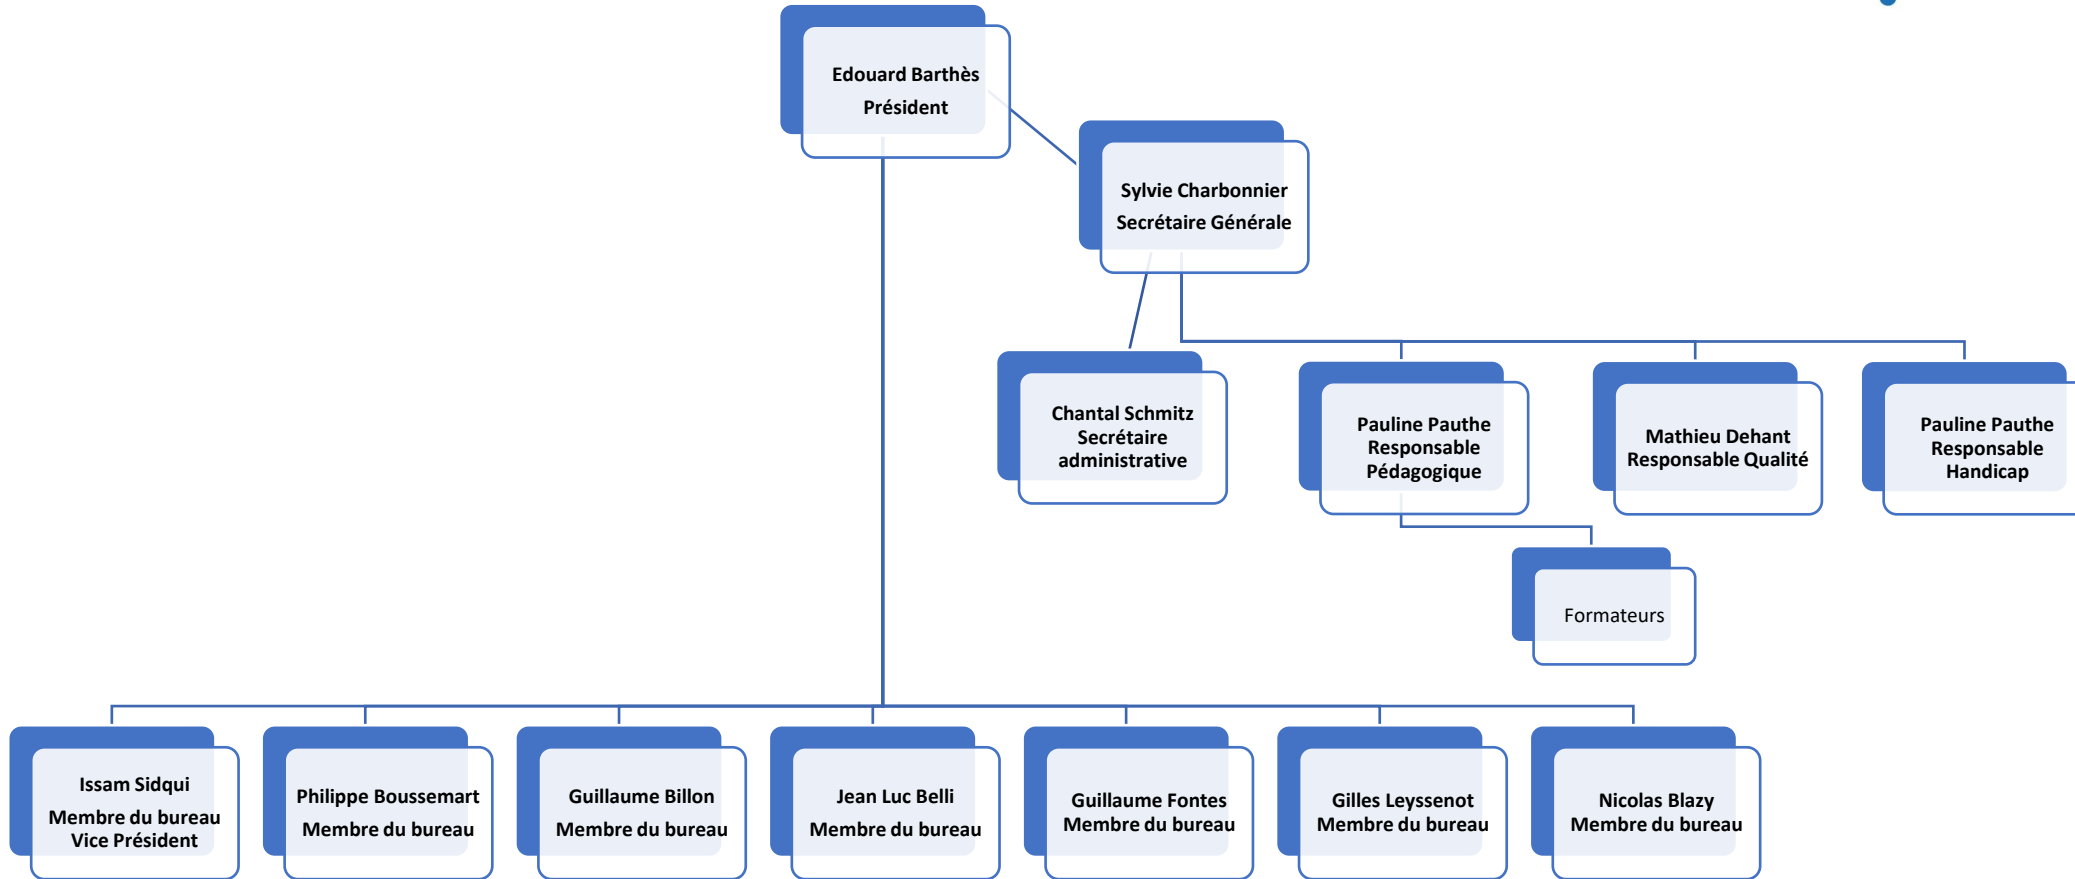 Edouard Barthès
Président
Sylvie Charbonnier
Secrétaire Générale
Chantal Schmitz
Secrétaire
administrative
Pauline Pauthe
Responsable
Pédagogique
Mathieu Dehant
Responsable Qualité
Pauline Pauthe
Responsable
Handicap
Formateurs
Issam Sidqui
Membre du bureau
Vice Président
Philippe Boussemart
Membre du bureau
Guillaume Billon
Membre du bureau
Jean Luc Belli
Membre du bureau
Guillaume Fontes
Membre du bureau
Gilles Leyssenot
Membre du bureau
Nicolas Blazy
Membre du bureau